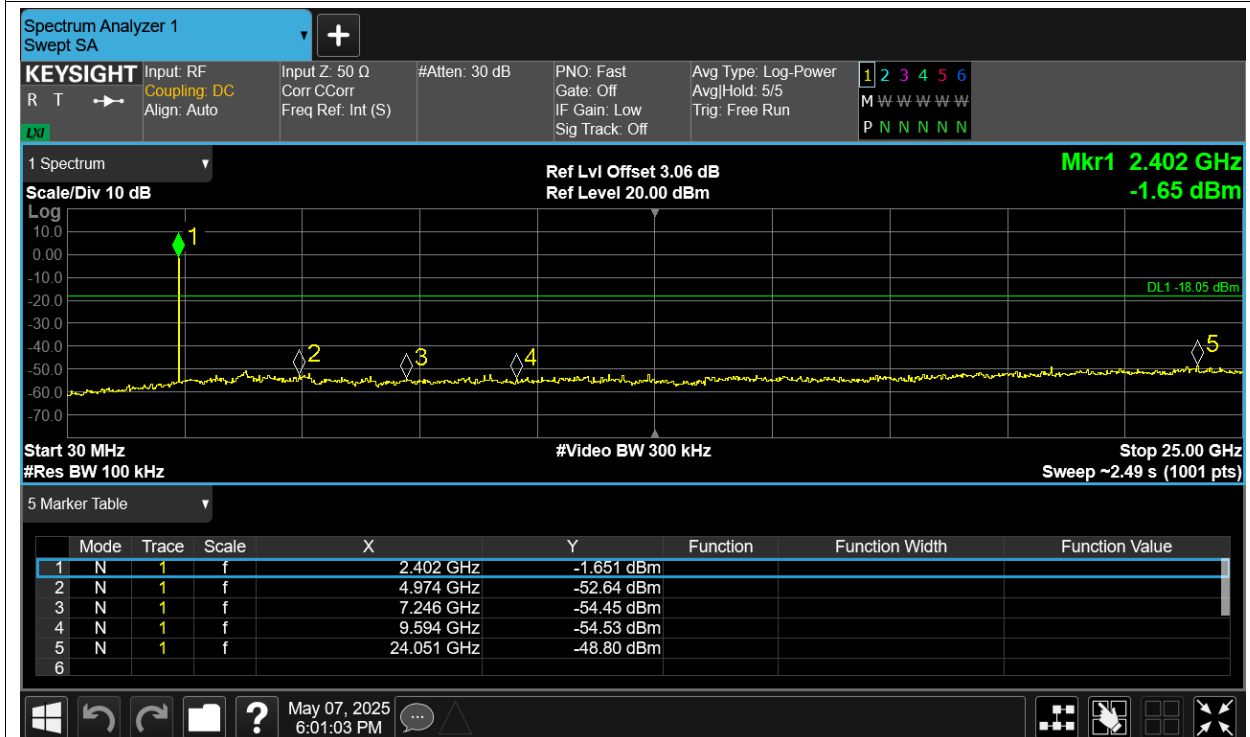 Spectrum Analyzer 1
Swept SA
+
KEYSIGHT Input: RF Input Z: 50 Ω #Atten: 30 dB PNO: Fast Avg Type: Log-Power 1 2 3 4 5 6
R T Coupling: DC Corr CCorr Gate: Off Avg|Hold: 5/5 M W W W W W
Align: Auto Freq Ref: Int (S) IF Gain: Low Trig: Free Run
LXI Sig Track: Off P N N N N N
1 Spectrum Ref Lvl Offset 3.06 dB Mkr1 2.402 GHz
Scale/Div 10 dB Ref Level 20.00 dBm -1.65 dBm
Log
10.0 1
0.00
-10.0
DL1 -18.05 dBm
-20.0
-30.0
-40.0 2 3 4 5
-50.0
-60.0
-70.0
Start 30 MHz #Video BW 300 kHz Stop 25.00 GHz
#Res BW 100 kHz Sweep ~2.49 s (1001 pts)
5 Marker Table
Mode Trace Scale X Y Function Function Width Function Value
1 N 1 f 2.402 GHz -1.651 dBm
2 N 1 f 4.974 GHz -52.64 dBm
3 N 1 f 7.246 GHz -54.45 dBm
4 N 1 f 9.594 GHz -54.53 dBm
5 N 1 f 24.051 GHz -48.80 dBm
6
? May 07, 2025
6:01:03 PM